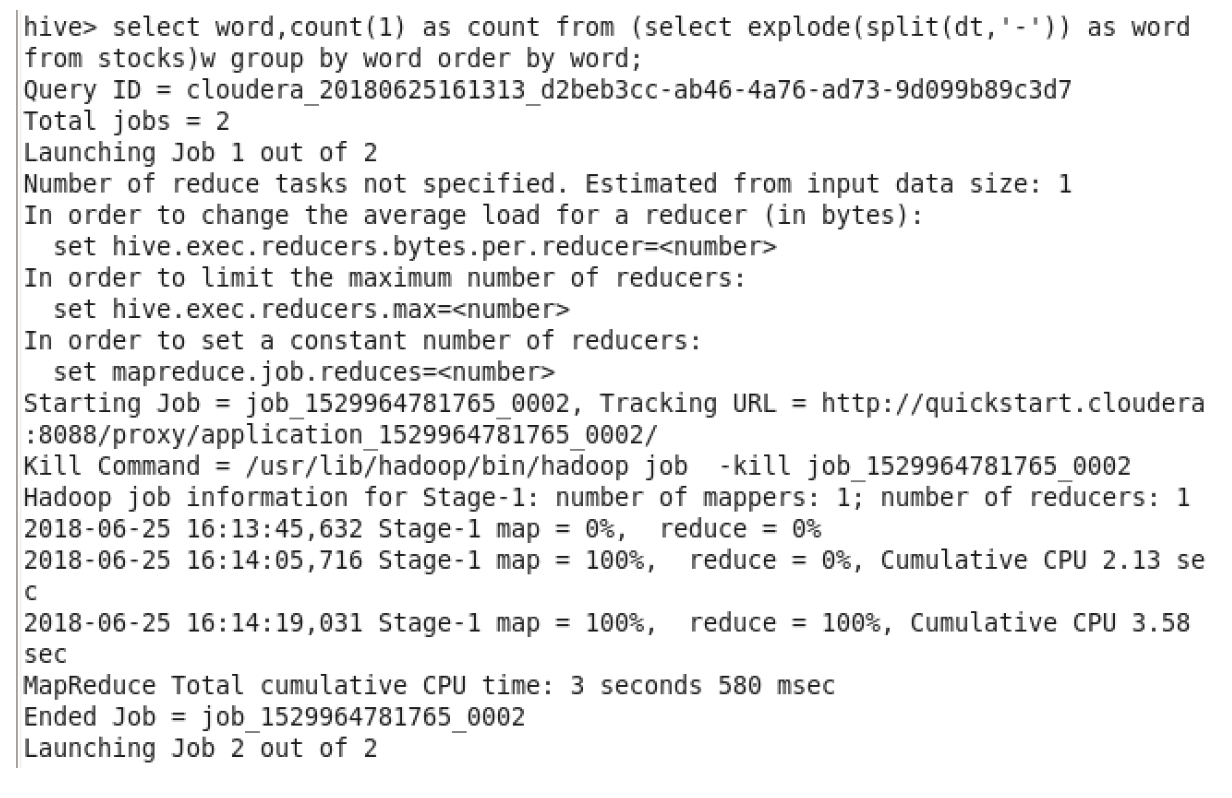 hive> select word,count(1) as count from (select explode(split(dt,'-')) as word
from stocks)w group by word order by word;
Query ID = cloudera_20180625161313_d2beb3cc-ab46-4a76-ad73-9d099b89c3d7
Total jobs = 2
Launching Job 1 out of 2
Number of reduce tasks not specified. Estimated from input data size: 1
In order to change the average load for a reducer (in bytes):
  set hive.exec.reducers.bytes.per.reducer=<number>
In order to limit the maximum number of reducers:
  set hive.exec.reducers.max=<number>
In order to set a constant number of reducers:
  set mapreduce.job.reduces=<number>
Starting Job = job_1529964781765_0002, Tracking URL = http://quickstart.cloudera
:8088/proxy/application_1529964781765_0002/
Kill Command = /usr/lib/hadoop/bin/hadoop job  -kill job_1529964781765_0002
Hadoop job information for Stage-1: number of mappers: 1; number of reducers: 1
2018-06-25 16:13:45,632 Stage-1 map = 0%,  reduce = 0%
2018-06-25 16:14:05,716 Stage-1 map = 100%,  reduce = 0%, Cumulative CPU 2.13 se
c
2018-06-25 16:14:19,031 Stage-1 map = 100%,  reduce = 100%, Cumulative CPU 3.58
sec
MapReduce Total cumulative CPU time: 3 seconds 580 msec
Ended Job = job_1529964781765_0002
Launching Job 2 out of 2